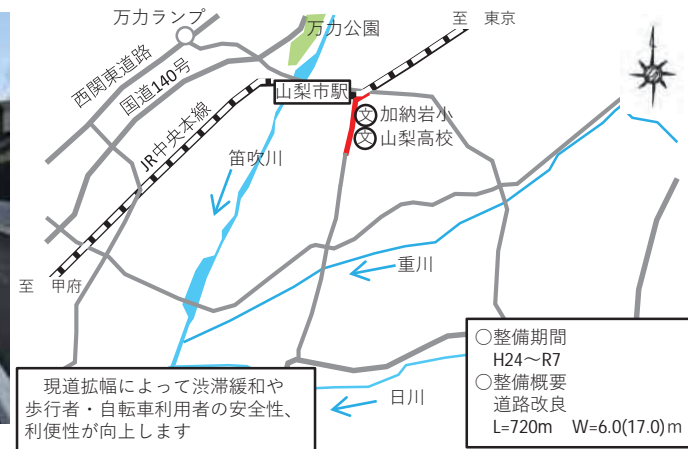 万力ランプ
万力公園
至 東京
西関東道路
国道140号
山梨市駅
文 加納岩小
文 山梨高校
JR中央本線
笛吹川
重川
至 甲府
○整備期間
H24～R7
○整備概要
道路改良
L=720m W=6.0(17.0)m
現道拡幅によって渋滞緩和や
歩行者・自転車利用者の安全性、
利便性が向上します
日川